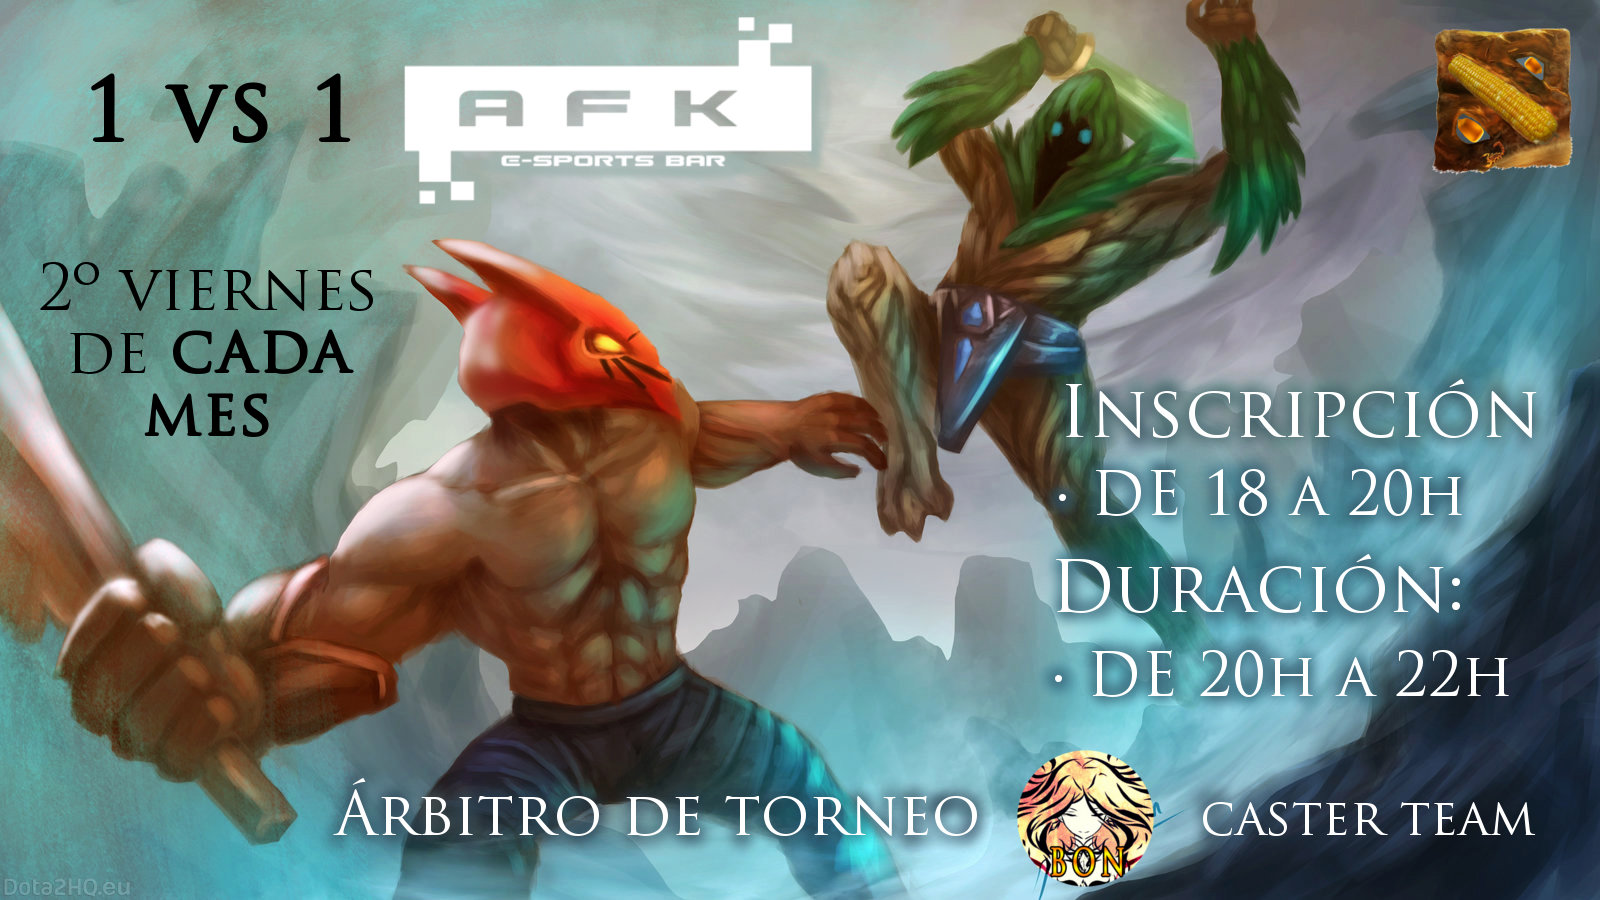 1 vs 1
AFK
E-SPORTS BAR
2º VIERNES
DE CADA
MES
INSCRIPCIÓN
· DE 18 A 20H
DURACIÓN:
· DE 20H A 22H
ÁRBITRO DE TORNEO
BON
CASTER TEAM
Dota2HQ.eu